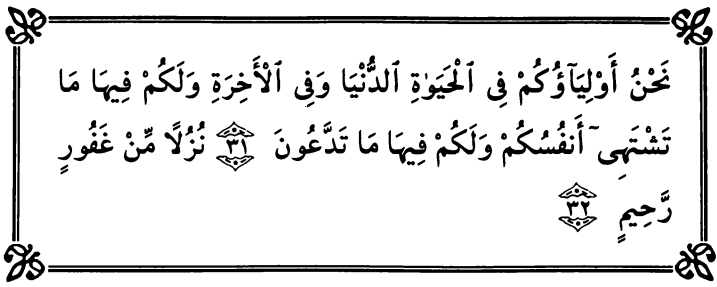 نَحْنُ أَوْلِيَآؤُكُمْ فِى ٱلْحَيَوٰةِ ٱلدُّنْيَا وَفِى ٱلْأَخِرَةِ وَلَكُمْ فِيهَا مَا
تَشْتَهِىٓ أَنفُسُكُمْ وَلَكُمْ فِيهَا مَا تَدَّعُونَ ٣١ نُزُلًا مِّنْ غَفُورٍ
رَّحِيمٍ ٣٢